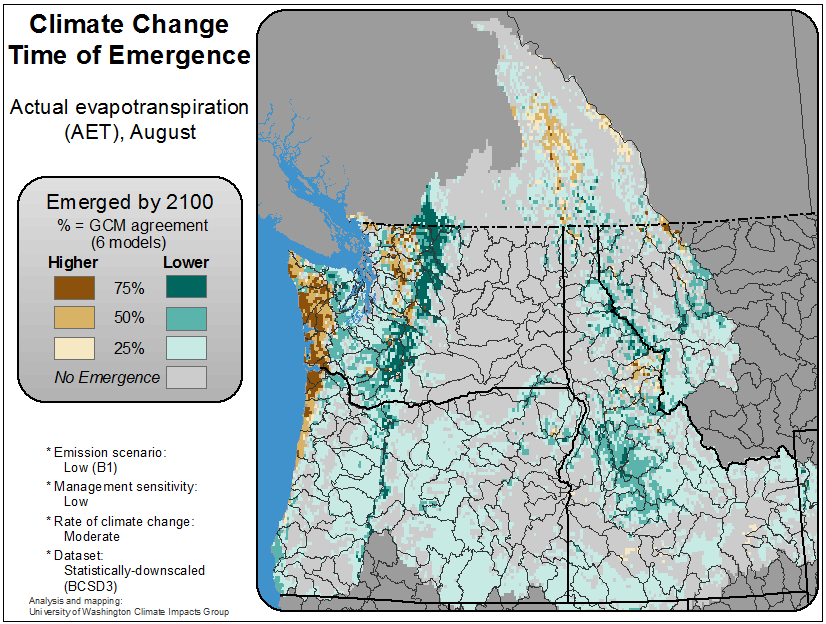 Climate Change
Time of Emergence
Actual evapotranspiration
(AET), August
Emerged by 2100
% = GCM agreement
(6 models)
Higher Lower
75%
50%
25%
No Emergence
* Emission scenario:
Low (B1)
* Management sensitivity:
Low
* Rate of climate change:
Moderate
* Dataset:
Statistically-downscaled
(BCSD3)
Analysis and mapping:
University of Washington Climate Impacts Group